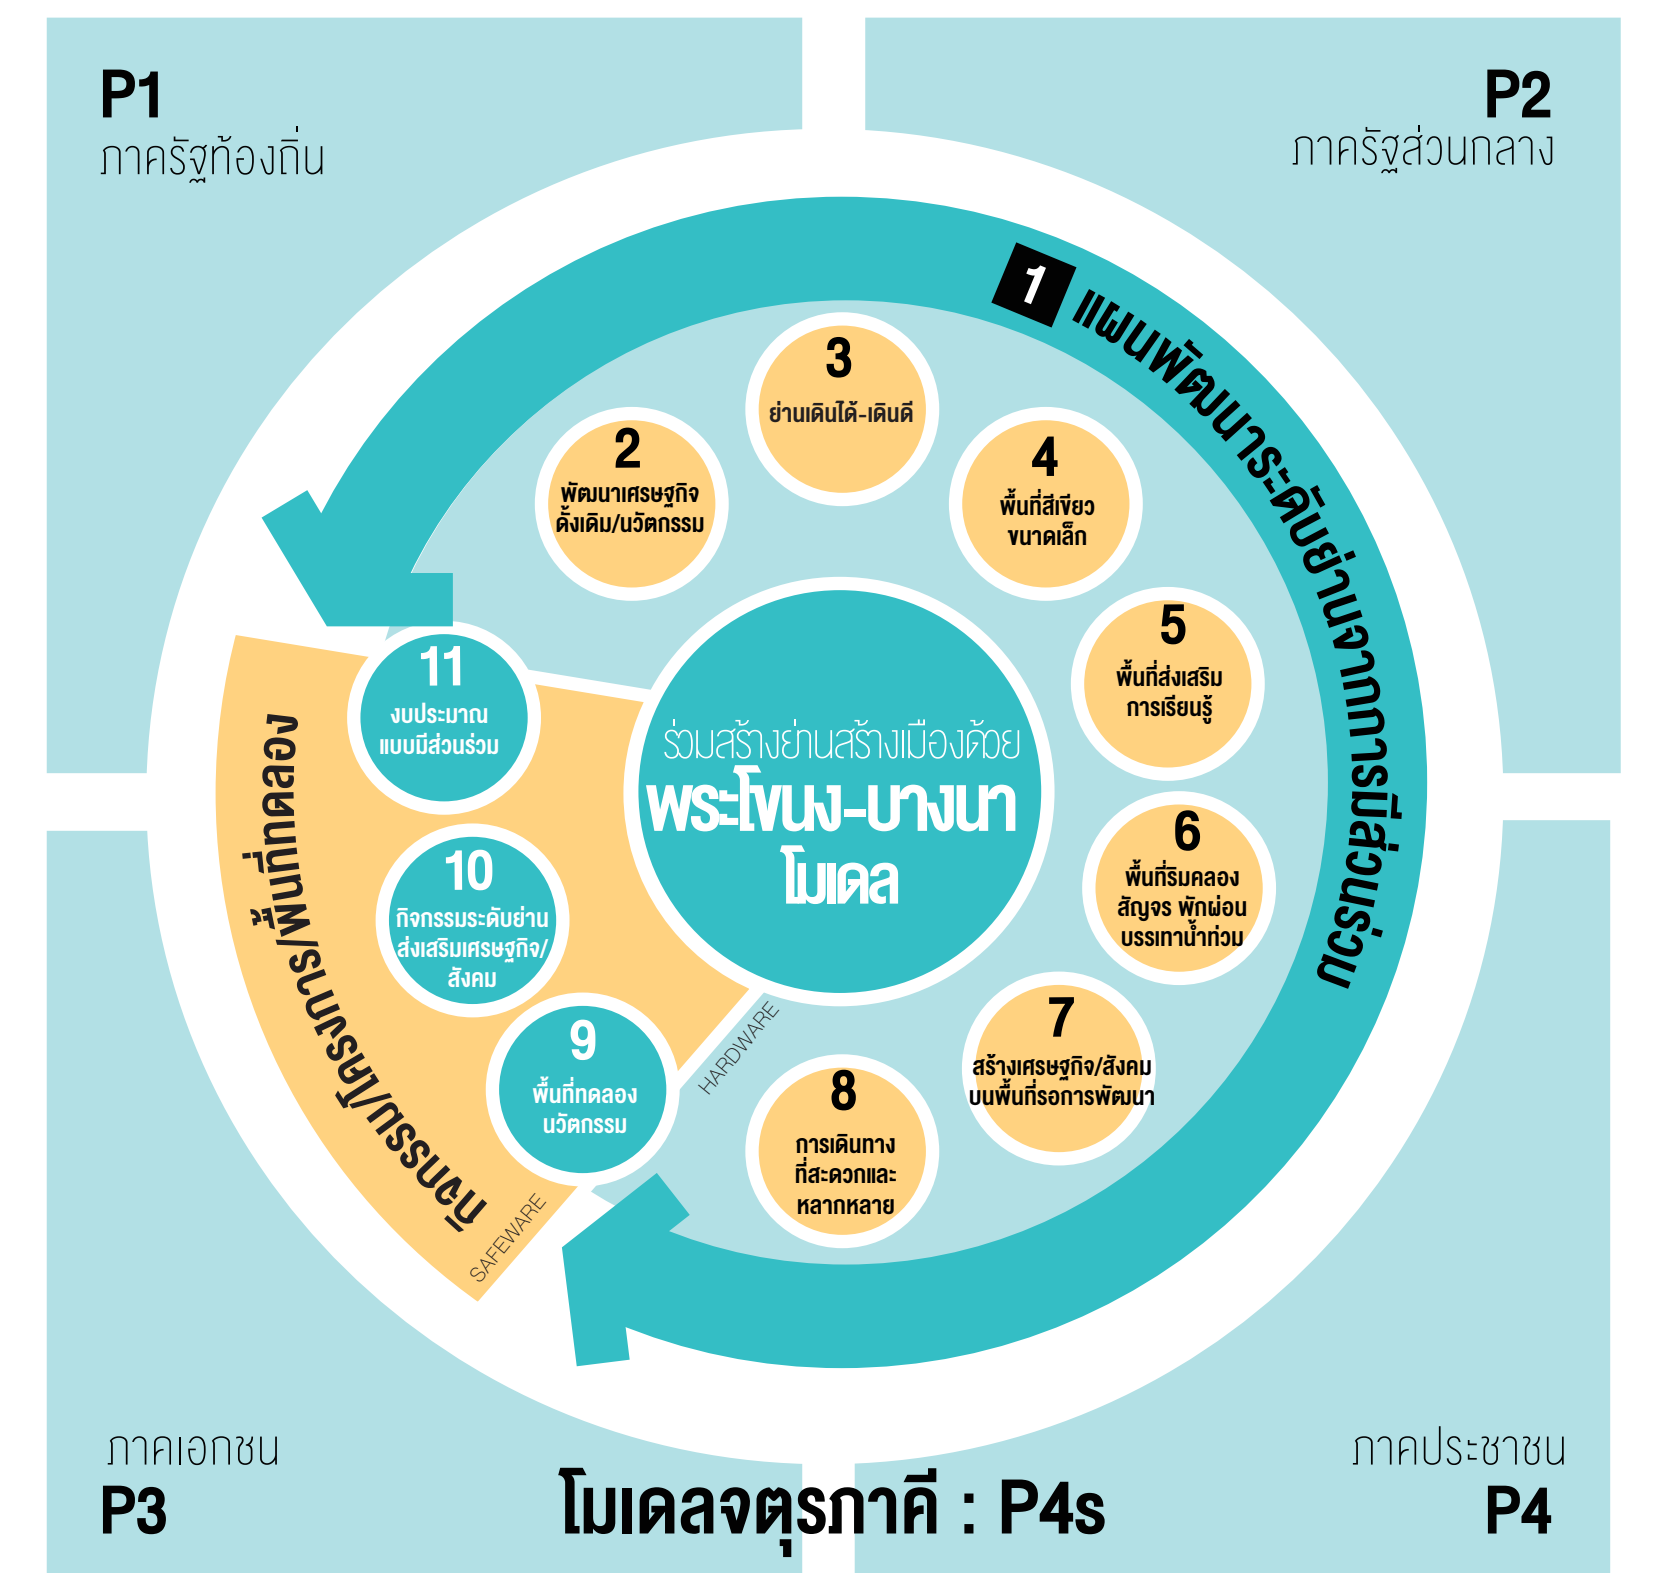 P1
ภาครัฐท้องถิ่น
P2
ภาครัฐส่วนกลาง
1 แผนพัฒนาระดับย่านจากการมีส่วนร่วม
2
พัฒนาเศรษฐกิจ
ดั้งเดิม/นวัตกรรม
3
ย่านเดินได้-เดินดี
4
พื้นที่สีเขียว
ขนาดเล็ก
5
พื้นที่ส่งเสริม
การเรียนรู้
6
พื้นที่ริมคลอง
สัญจร พักผ่อน
บรรเทาน้ำท่วม
7
สร้างเศรษฐกิจ/สังคม
บนพื้นที่รอการพัฒนา
8
การเดินทาง
ที่สะดวกและ
หลากหลาย
9
พื้นที่ทดลอง
นวัตกรรม
10
กิจกรรมระดับย่าน
ส่งเสริมเศรษฐกิจ/
สังคม
11
งบประมาณ
แบบมีส่วนร่วม
ร่วมสร้างย่านสร้างเมืองด้วย
พระโขนง-บางนา
โมเดล
กิจกรรม/โครงการ/พื้นที่ทดลอง
HARDWARE
SAFEWARE
ภาคเอกชน
P3
โมเดลจตุรภาคี : P4s
ภาคประชาชน
P4